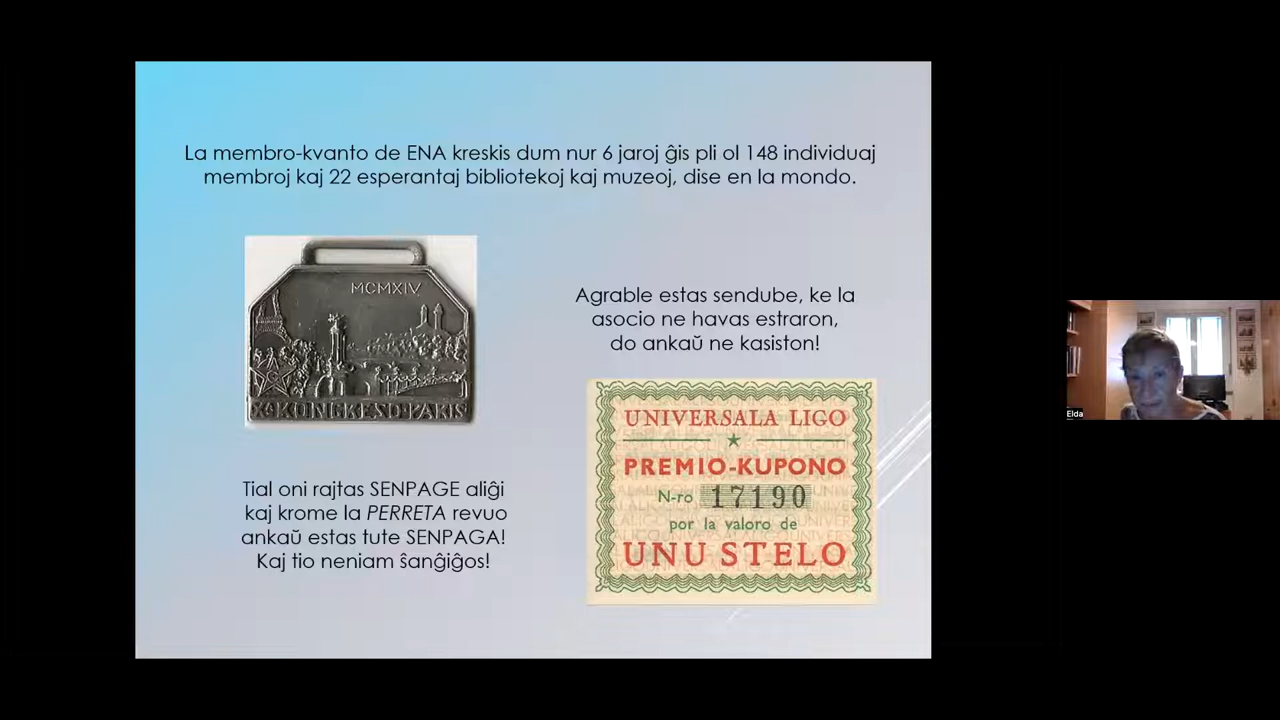 La membro-kvanto de ENA kreskis dum nur 6 jaroj ĝis pli ol 148 individuaj
membroj kaj 22 esperantaj bibliotekoj kaj muzeoj, dise en la mondo.
MCMXIV
Agrable estas sendube, ke la
asocio ne havas estraron,
do ankaŭ ne kasiston!
UNIVERSALA LIGO
PREMIO-KUPONO
N-ro 17190
por la valoro de
UNU STELO
Tial oni rajtas SENPAGE aliĝi
kaj krome la PERRETA revuo
ankaŭ estas tute SENPAGA!
Kaj tio neniam ŝanĝiĝos!
Elda